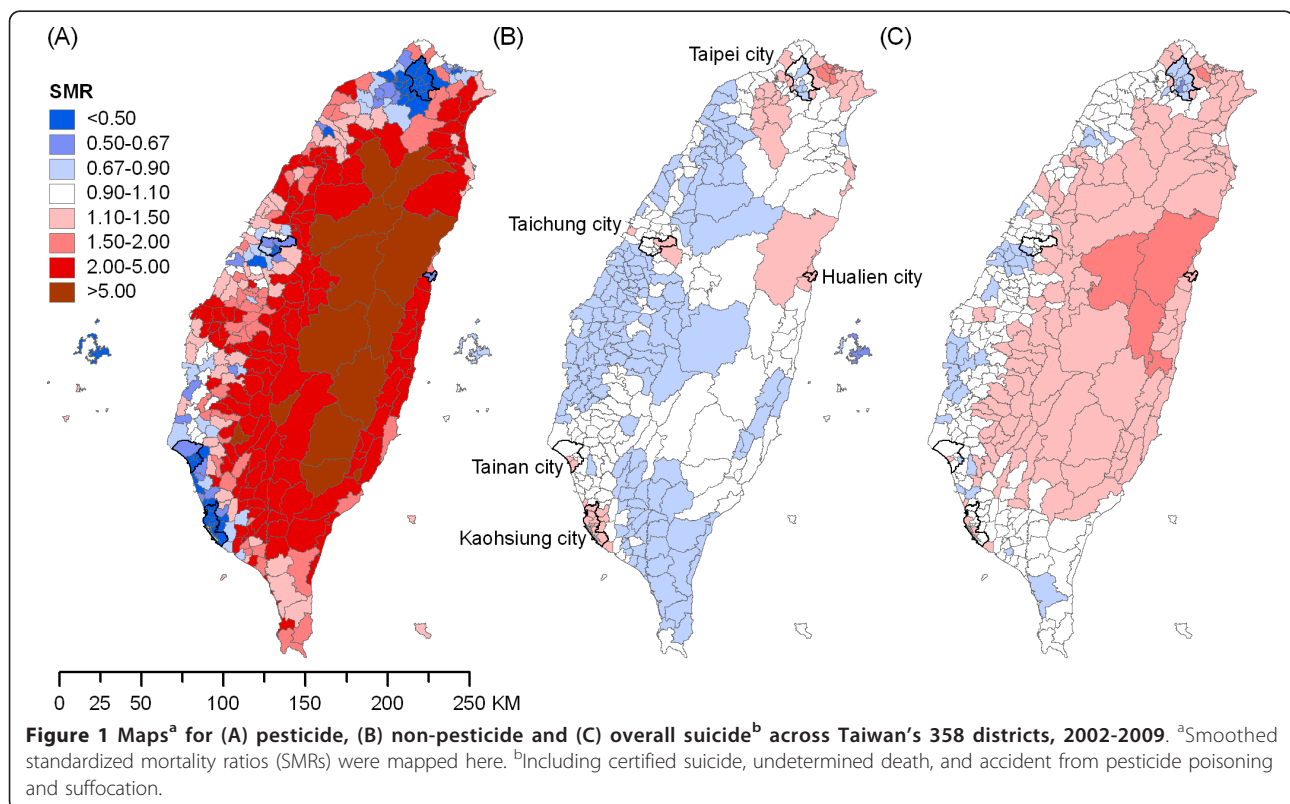 (A)
(B)
(C)
SMR
<0.50
0.50-0.67
0.67-0.90
0.90-1.10
1.10-1.50
1.50-2.00
2.00-5.00
>5.00
Taipei city
Taichung city
Hualien city
Tainan city
Kaohsiung city
0 25 50 100 150 200 250 KM
Figure 1 Mapsᵃ for (A) pesticide, (B) non-pesticide and (C) overall suicideᵇ across Taiwan's 358 districts, 2002-2009. ᵃSmoothed
standardized mortality ratios (SMRs) were mapped here. ᵇIncluding certified suicide, undetermined death, and accident from pesticide poisoning
and suffocation.